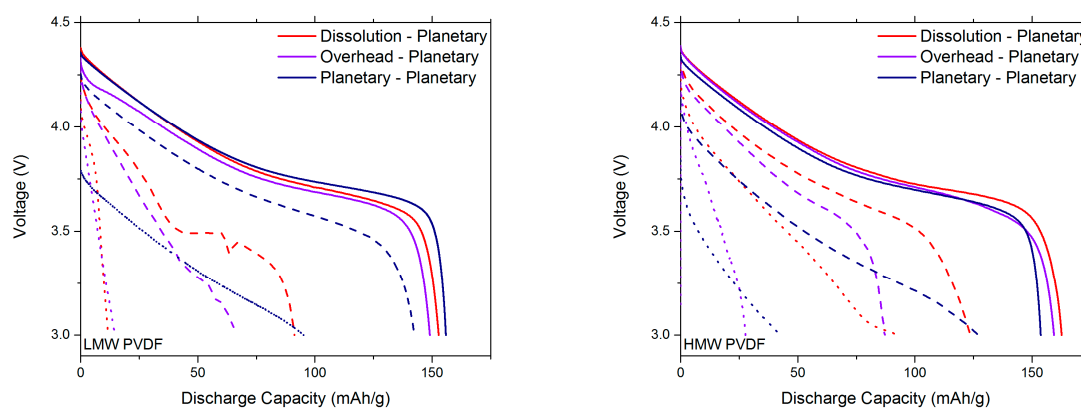 4.5
4.0
3.5
3.0
Voltage (V)
0
50
100
150
Discharge Capacity (mAh/g)
Dissolution - Planetary
Overhead - Planetary
Planetary - Planetary
LMW PVDF
4.5
4.0
3.5
3.0
Voltage (V)
0
50
100
150
Discharge Capacity (mAh/g)
Dissolution - Planetary
Overhead - Planetary
Planetary - Planetary
HMW PVDF